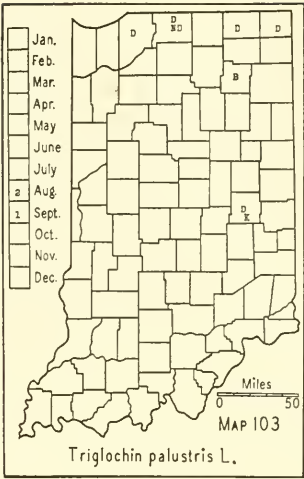 Jan.
Feb.
Mar.
Apr.
May
June
July
2 Aug.
1 Sept.
Oct.
Nov.
Dec.
D
D
ND
D
D
B
D
K
Miles
0 50
MAP 103
Triglochin palustris L.